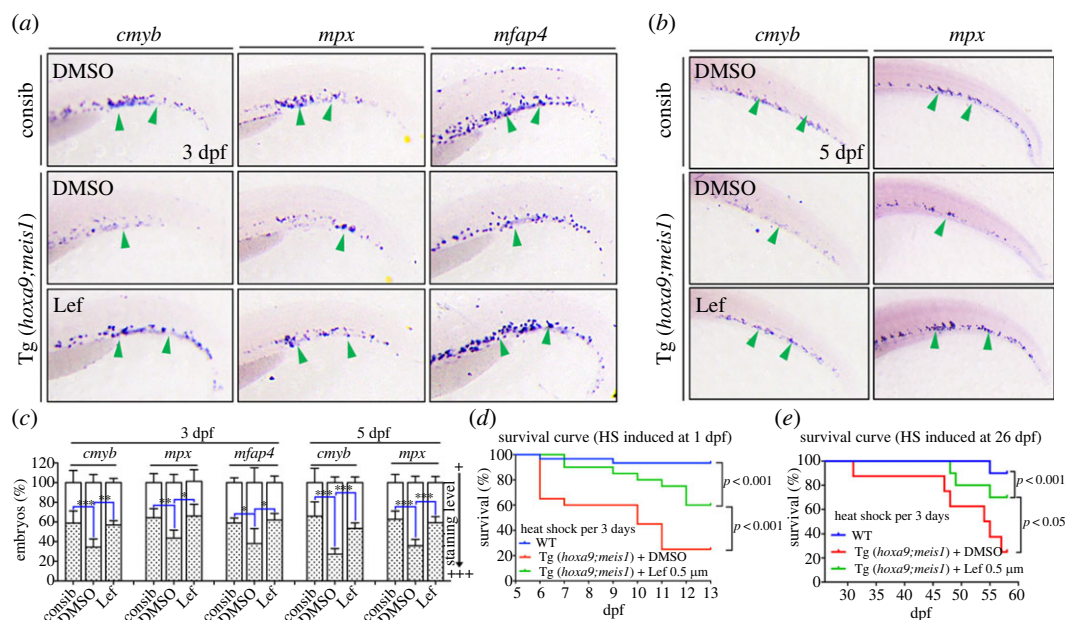 (a)
cmyb mpx mfap4
consib
DMSO
3 dpf
Tg (hoxa9;meis1)
DMSO
Lef
(b)
cmyb mpx
consib
DMSO
5 dpf
Tg (hoxa9;meis1)
DMSO
Lef
(c)
3 dpf 5 dpf
cmyb mpx mfap4 cmyb mpx
embryos (%)
120
100
80
60
40
20
0
*** ** ** * * * *** *** *** ***
+
staining level
+++
consib DMSO Lef consib DMSO Lef consib DMSO Lef consib DMSO Lef consib DMSO Lef
(d)
survival curve (HS induced at 1 dpf)
survival (%)
100
80
60
40
20
0
heat shock per 3 days
WT
Tg (hoxa9;meis1) + DMSO
Tg (hoxa9;meis1) + Lef 0.5 µm
p < 0.001
p < 0.001
5 6 7 8 9 10 11 12 13
dpf
(e)
survival curve (HS induced at 26 dpf)
survival (%)
100
80
60
40
20
0
heat shock per 3 days
WT
Tg (hoxa9;meis1) + DMSO
Tg (hoxa9;meis1) + Lef 0.5 µm
p < 0.001
p < 0.05
30 40 50 60
dpf